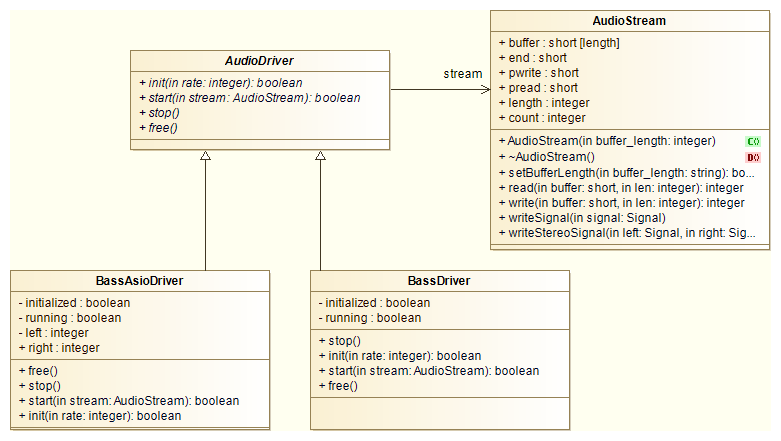 AudioDriver
+ init(in rate: integer): boolean
+ start(in stream: AudioStream): boolean
+ stop()
+ free()
stream
AudioStream
+ buffer : short [length]
+ end : short
+ pwrite : short
+ pread : short
+ length : integer
+ count : integer
+ AudioStream(in buffer_length: integer) C()
+ ~AudioStream() D()
+ setBufferLength(in buffer_length: string): bo...
+ read(in buffer: short, in len: integer): integer
+ write(in buffer: short, in len: integer): integer
+ writeSignal(in signal: Signal)
+ writeStereoSignal(in left: Signal, in right: Sig...
BassAsioDriver
- initialized : boolean
- running : boolean
- left : integer
+ right : integer
+ free()
+ stop()
+ start(in stream: AudioStream): boolean
+ init(in rate: integer): boolean
BassDriver
- initialized : boolean
- running : boolean
+ stop()
+ init(in rate: integer): boolean
+ start(in stream: AudioStream): boolean
+ free()